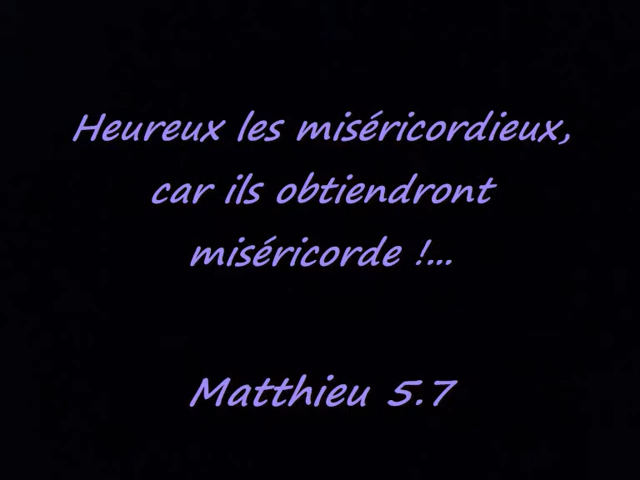 Heureux les miséricordieux,
car ils obtiendront
miséricorde !...
Matthieu 5.7